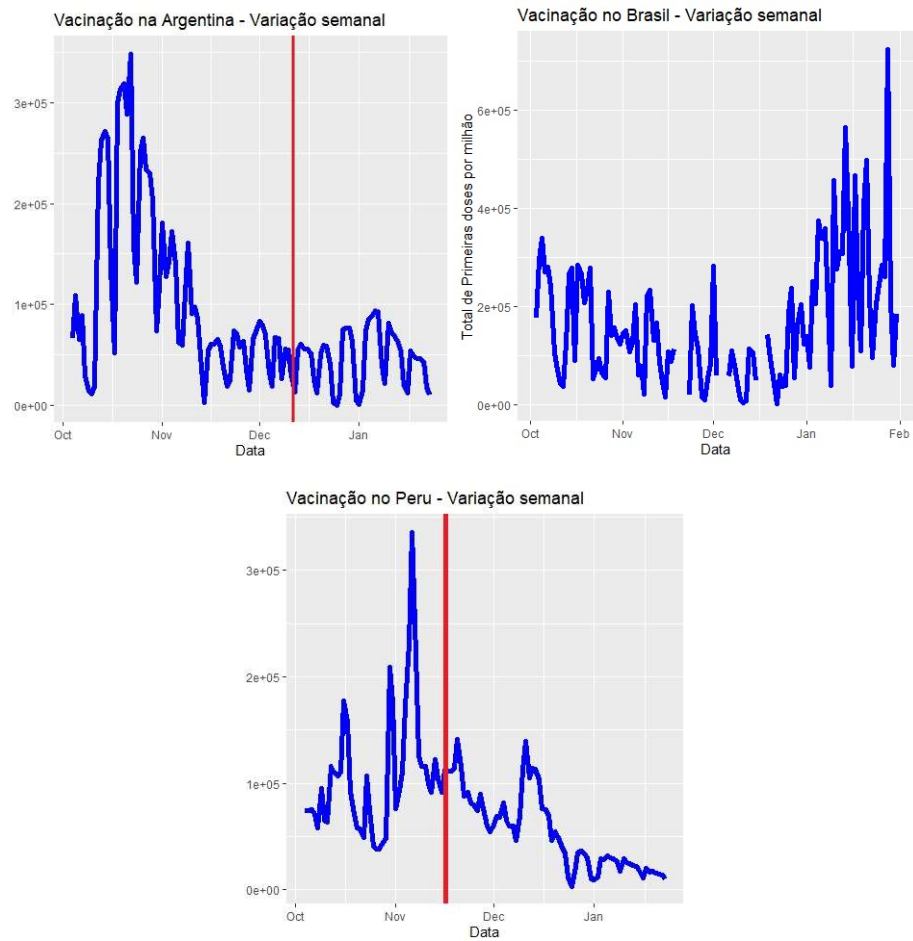 Vacinação na Argentina - Variação semanal
3e+05
2e+05
1e+05
0e+00
Oct
Nov
Dec
Jan
Data
Vacinação no Brasil - Variação semanal
Total de Primeiras doses por milhão
6e+05
4e+05
2e+05
0e+00
Oct
Nov
Dec
Jan
Feb
Data
Vacinação no Peru - Variação semanal
3e+05
2e+05
1e+05
0e+00
Oct
Nov
Dec
Jan
Data